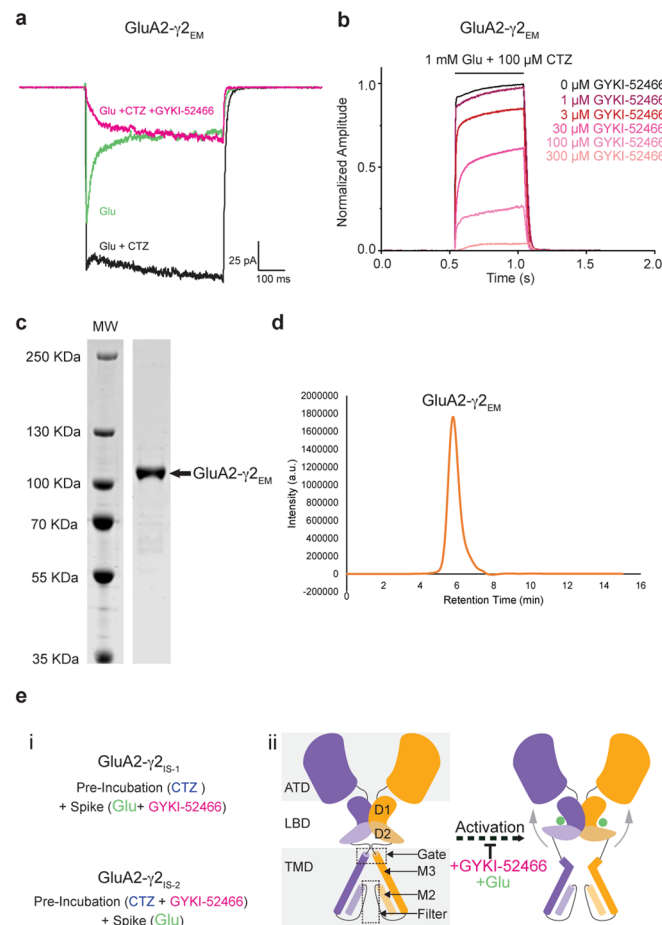 a
GluA2-γ2EM
Glu +CTZ +GYKI-52466
Glu
Glu + CTZ
25 pA
100 ms
b
GluA2-γ2EM
1 mM Glu + 100 μM CTZ
0 μM GYKI-52466
1 μM GYKI-52466
3 μM GYKI-52466
30 μM GYKI-52466
100 μM GYKI-52466
300 μM GYKI-52466
Normalized Amplitude
1.0
0.5
0.0
0.0 0.5 1.0 1.5 2.0
Time (s)
c
MW
250 KDa
130 KDa
100 KDa
70 KDa
55 KDa
35 KDa
GluA2-γ2EM
d
GluA2-γ2EM
Intensity (a.u.)
2000000
1800000
1600000
1400000
1200000
1000000
800000
600000
400000
200000
0
-200000
0 2 4 6 8 10 12 14 16
Retention Time (min)
e
i
GluA2-γ2IS-1
Pre-Incubation (CTZ )
+ Spike (Glu+ GYKI-52466)
GluA2-γ2IS-2
Pre-Incubation (CTZ + GYKI-52466)
+ Spike (Glu)
ii
ATD
LBD
TMD
D1
D2
Gate
M3
M2
Filter
Activation
+GYKI-52466
+Glu